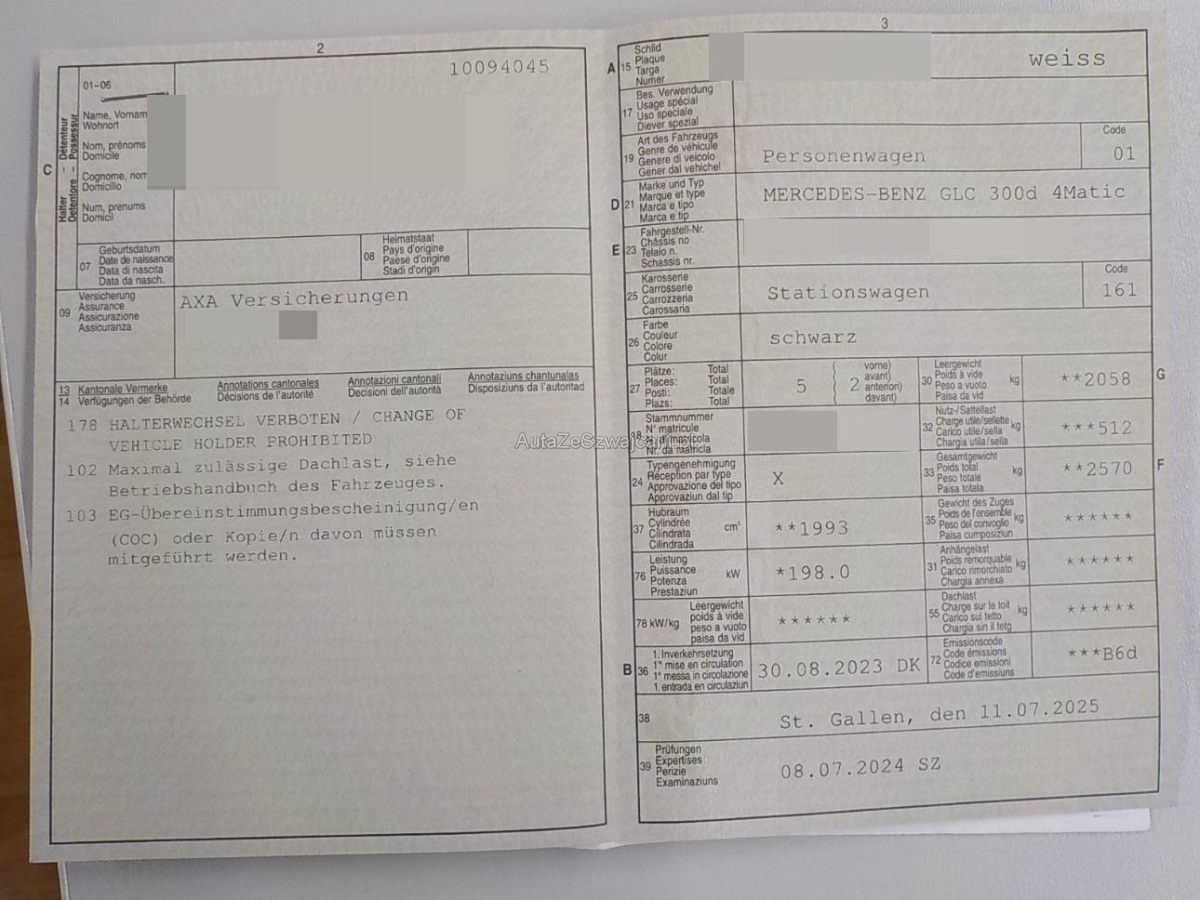 2
10094045
01-06
Halter – Détenteur
Detentore – Possessur
C
Name, Vornam
Wohnort
Nom, prénoms
Domicile
Cognome, nom
Domicilio
Num, prenums
Domicil
07
Geburtsdatum
Date de naissance
Data di nascita
Data da nasch.
08
Heimatstaat
Pays d'origine
Paese d'origine
Stadi d'origin
09
Versicherung
Assurance
Assicurazione
Assicuranza
AXA Versicherungen
13 Kantonale Vermerke
14 Verfügungen der Behörde
Annotations cantonales
Décisions de l'autorité
Annotazioni cantonali
Decisioni dell'autorità
Annotaziuns chantunalas
Disposiziuns da l'autoritad
178 HALTERWECHSEL VERBOTEN / CHANGE OF
VEHICLE HOLDER PROHIBITED
102 Maximal zulässige Dachlast, siehe
Betriebshandbuch des Fahrzeuges.
103 EG-Übereinstimmungsbescheinigung/en
(COC) oder Kopie/n davon müssen
mitgeführt werden.
3
A 15
Schild
Plaque
Targa
Numer
weiss
17
Bes. Verwendung
Usage spécial
Uso speciale
Diever spezial
19
Art des Fahrzeugs
Genre de véhicule
Genere di veicolo
Gener dal vehichel
Personenwagen
Code
01
D 21
Marke und Typ
Marque et type
Marca e tipo
Marca e tip
MERCEDES-BENZ GLC 300d 4Matic
E 23
Fahrgestell-Nr.
Châssis no
Telaio n.
Schassis nr.
25
Karosserie
Carrosserie
Carrozzeria
Carossaria
Stationswagen
Code
161
26
Farbe
Couleur
Colore
Colur
schwarz
27
Plätze: Total
Places: Total
Posti: Totale
Plazs: Total
5
2
vorne)
avant)
anteriori)
davant)
30
Leergewicht
Poids à vide
Peso a vuoto
Paisa da vid
kg
**2058
G
18
Stammnummer
N° matricule
N. di matricola
Nr. da matricla
32
Nutz-/Sattellast
Charge utile/sellette
Carico utile/sella
Chargia utila/sella
kg
***512
24
Typengenehmigung
Réception par type
Approvazione del tipo
Approvaziun dal tip
X
33
Gesamtgewicht
Poids total
Peso totale
Paisa totala
kg
**2570
F
37
Hubraum
Cylindrée
Cilindrata
Cilindrada
cm³
**1993
35
Gewicht des Zuges
Poids de l'ensemble
Peso del convoglio
Paisa cumposiziun
kg
******
76
Leistung
Puissance
Potenza
Prestaziun
kW
*198.0
31
Anhängelast
Poids remorquable
Carico rimorchiato
Chargia annexa
kg
******
78 kW/kg
Leergewicht
poids à vide
peso a vuoto
paisa da vid
******
55
Dachlast
Charge sur le toit
Carico sul tetto
Chargia sin il tetg
kg
******
B 36
1. Inverkehrsetzung
1re mise en circulation
1a messa in circolazione
1. entrada en circulaziun
30.08.2023 DK
72
Emissionscode
Code émissions
Codice emissioni
Code d'emissiuns
***B6d
38
St. Gallen, den 11.07.2025
39
Prüfungen
Expertises
Perizie
Examinaziuns
08.07.2024 SZ